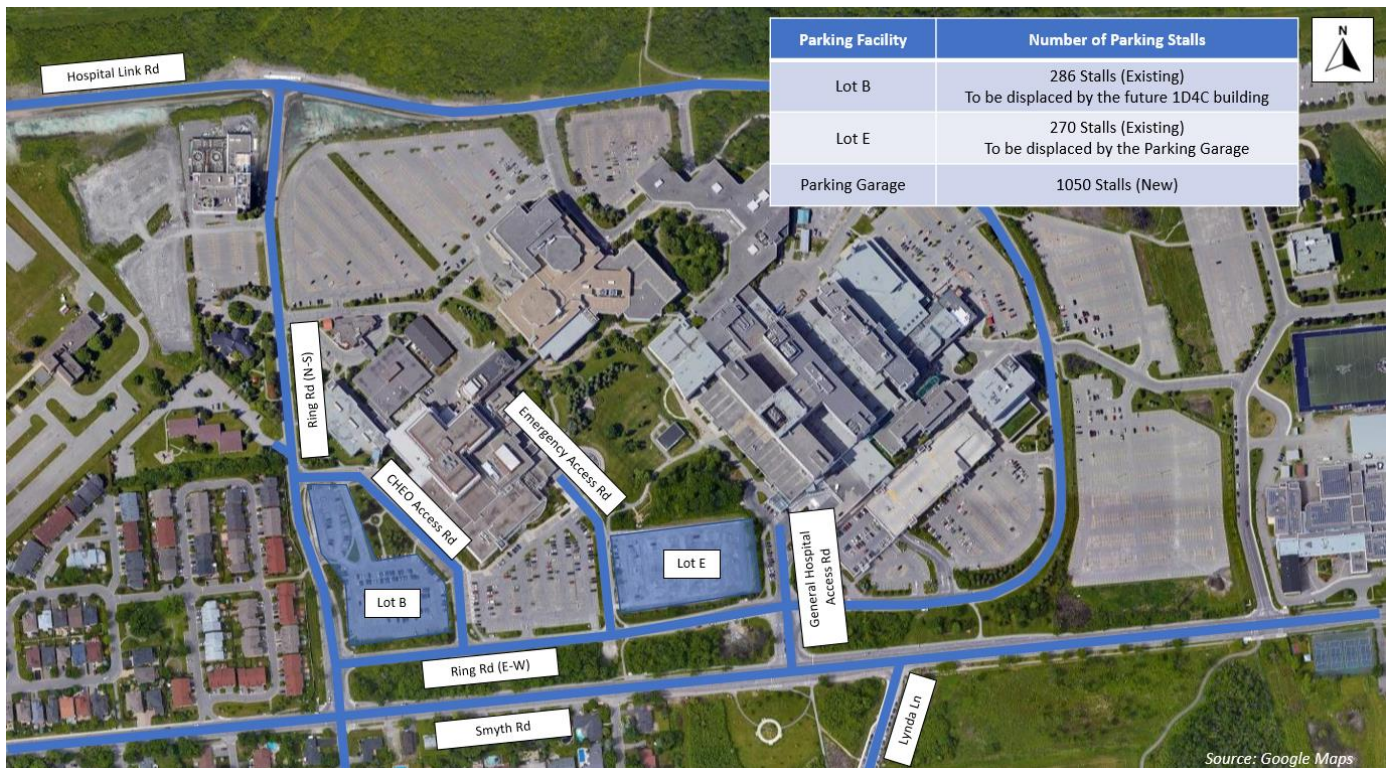 Hospital Link Rd
Parking Facility Number of Parking Stalls
Lot B 286 Stalls (Existing)
To be displaced by the future 1D4C building
Lot E 270 Stalls (Existing)
To be displaced by the Parking Garage
Parking Garage 1050 Stalls (New)
N
Ring Rd (N-S)
CHEO Access Rd
Emergency Access Rd
General Hospital
Access Rd
Lot E
Lot B
Ring Rd (E-W)
Smyth Rd
Lynda Ln
Source: Google Maps